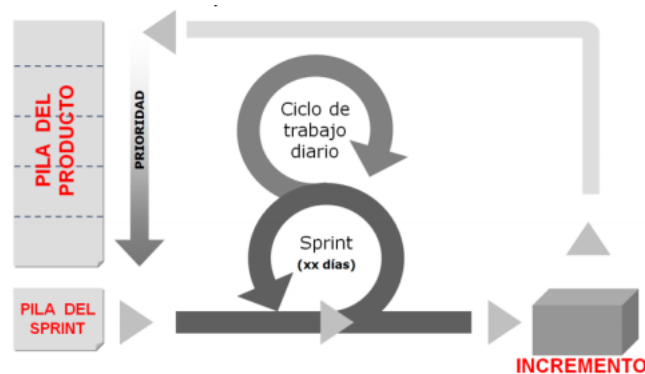 PILA DEL
PRODUCTO
PRIORIDAD
Ciclo de
trabajo
diario
Sprint
(xx días)
PILA DEL
SPRINT
INCREMENTO